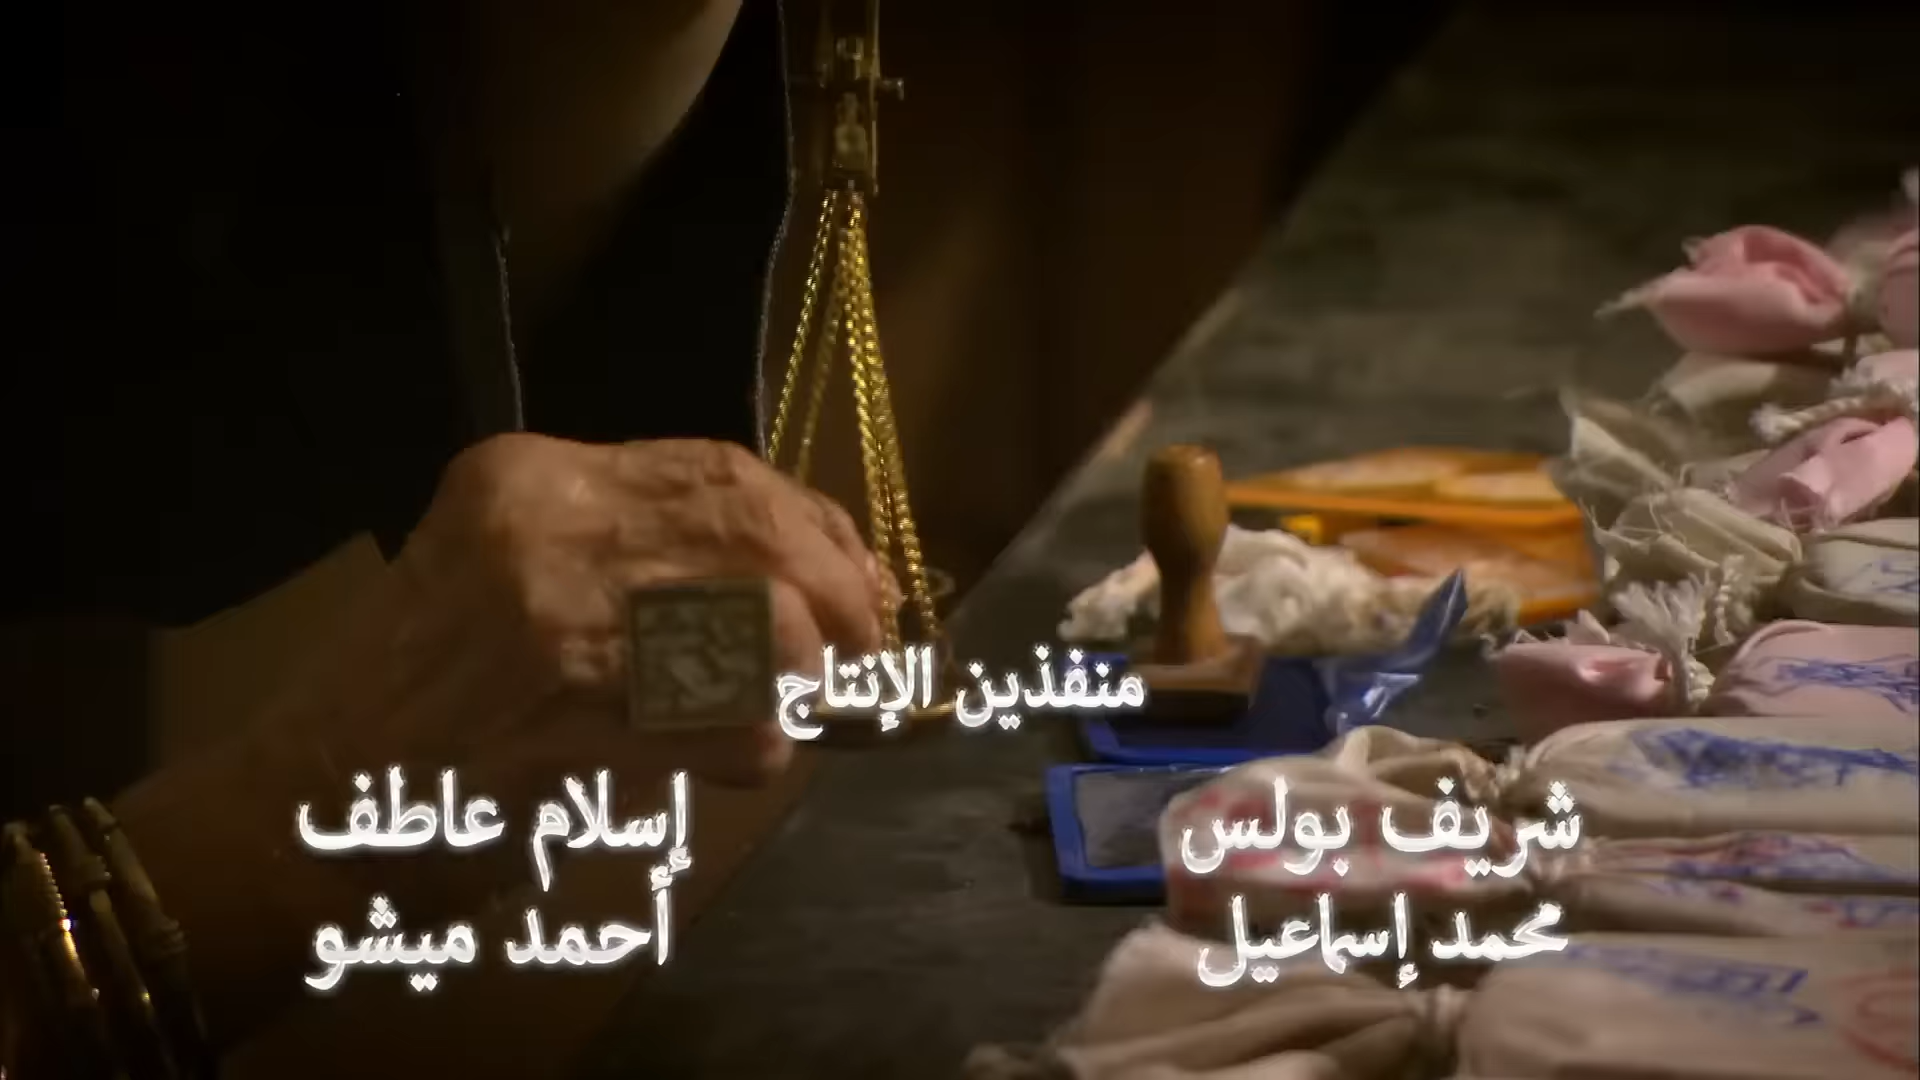 منفذين الإنتاج
شريف بولس
إسلام عاطف
محمد إسماعيل
أحمد ميشو